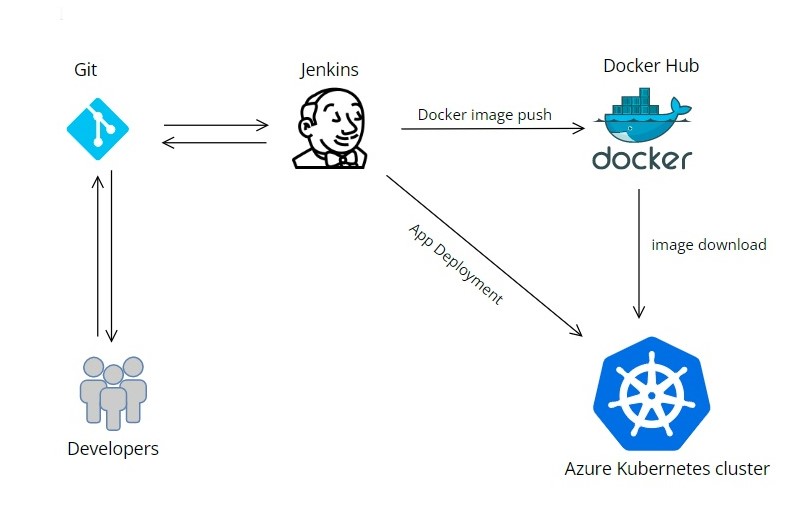 Git
Jenkins
Docker Hub
Docker image push
docker
App Deployment
image download
Developers
Azure Kubernetes cluster